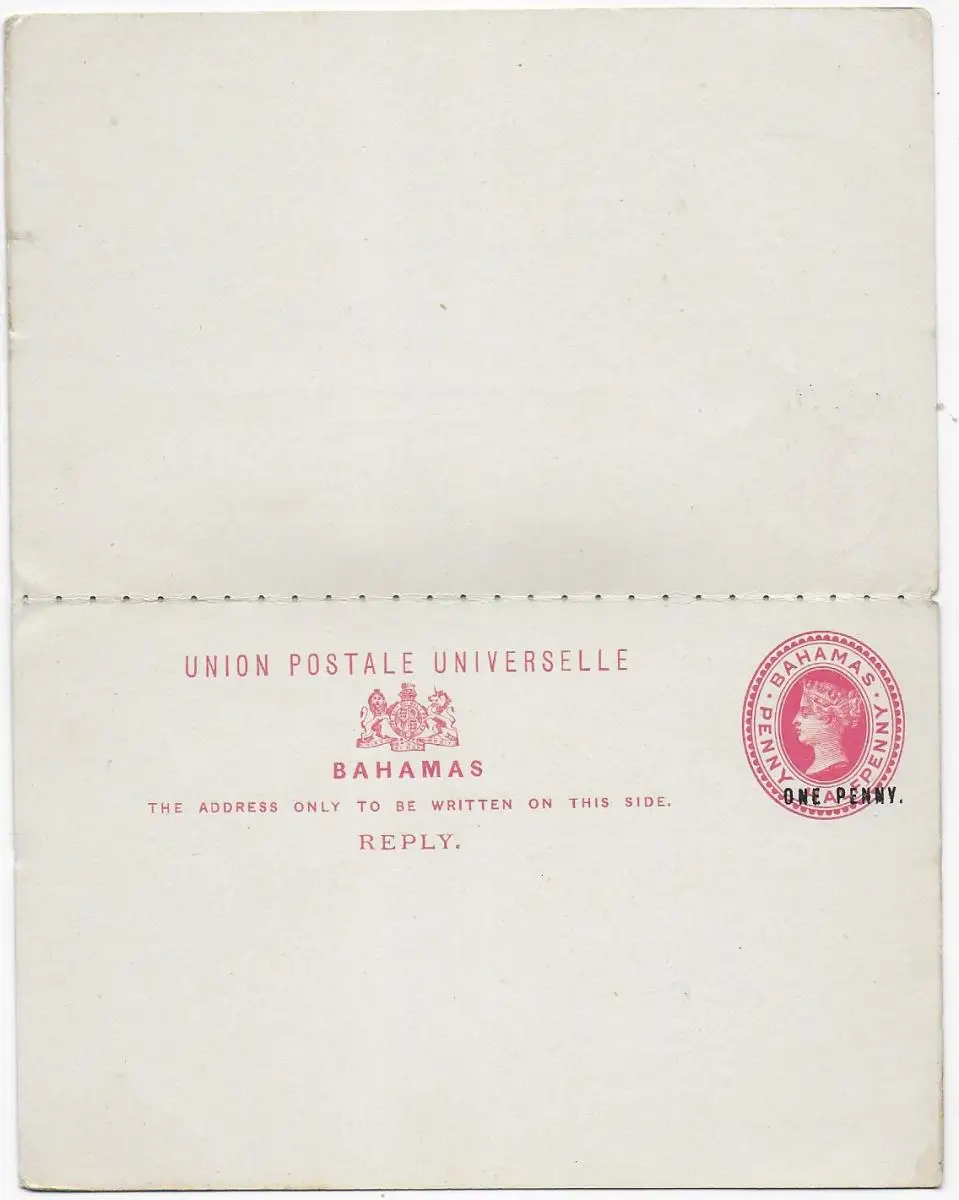 UNION POSTALE UNIVERSELLE
BAHAMAS
THE ADDRESS ONLY TO BE WRITTEN ON THIS SIDE.
REPLY.
· BAHAMAS ·
PENNY
PENNY
ONE PENNY.